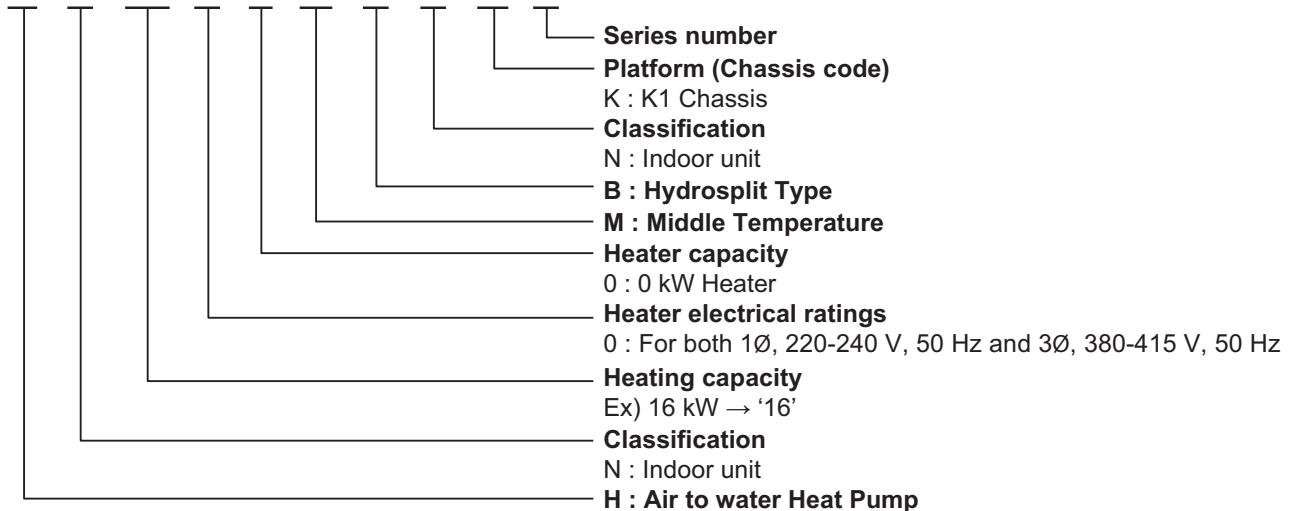 Series number
Platform (Chassis code)
K : K1 Chassis
Classification
N : Indoor unit
B : Hydrosplit Type
M : Middle Temperature
Heater capacity
0 : 0 kW Heater
Heater electrical ratings
0 : For both 1Ø, 220-240 V, 50 Hz and 3Ø, 380-415 V, 50 Hz
Heating capacity
Ex) 16 kW → ‘16’
Classification
N : Indoor unit
H : Air to water Heat Pump